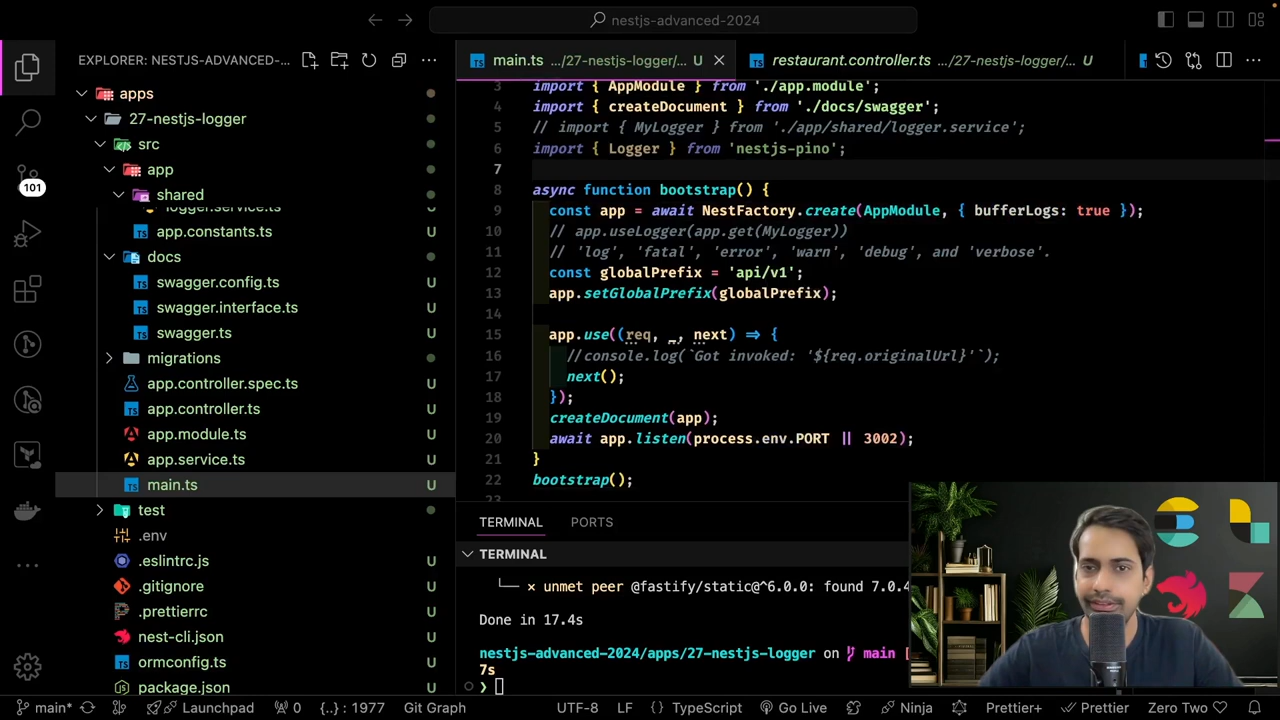 nestjs-advanced-2024
EXPLORER: NESTJS-ADVANCED-...
apps
27-nestjs-logger
src
app
shared
logger.service.ts
app.constants.ts U
docs
swagger.config.ts U
swagger.interface.ts U
swagger.ts U
migrations
app.controller.spec.ts U
app.controller.ts U
app.module.ts U
app.service.ts U
main.ts U
test
.env
.eslintrc.js U
.gitignore U
.prettierrc U
nest-cli.json U
ormconfig.ts U
package.json U
101
main.ts .../27-nestjs-logger/... U
restaurant.controller.ts .../27-nestjs-logger/... U
3 import { AppModule } from './app.module';
4 import { createDocument } from './docs/swagger';
5 // import { MyLogger } from './app/shared/logger.service';
6 import { Logger } from 'nestjs-pino';
7
8 async function bootstrap() {
9 const app = await NestFactory.create(AppModule, { bufferLogs: true });
10 // app.useLogger(app.get(MyLogger))
11 // 'log', 'fatal', 'error', 'warn', 'debug', and 'verbose'.
12 const globalPrefix = 'api/v1';
13 app.setGlobalPrefix(globalPrefix);
14
15 app.use((req, _, next) => {
16 //console.log(`Got invoked: '${req.originalUrl}'`);
17 next();
18 });
19 createDocument(app);
20 await app.listen(process.env.PORT || 3002);
21 }
22 bootstrap();
23
TERMINAL PORTS
TERMINAL
└── × unmet peer @fastify/static@^6.0.0: found 7.0.4
Done in 17.4s
nestjs-advanced-2024/apps/27-nestjs-logger on main [
7s
❯
main* Launchpad 0 {..} : 1977 Git Graph UTF-8 LF {} TypeScript Go Live Ninja Prettier+ Prettier Zero Two